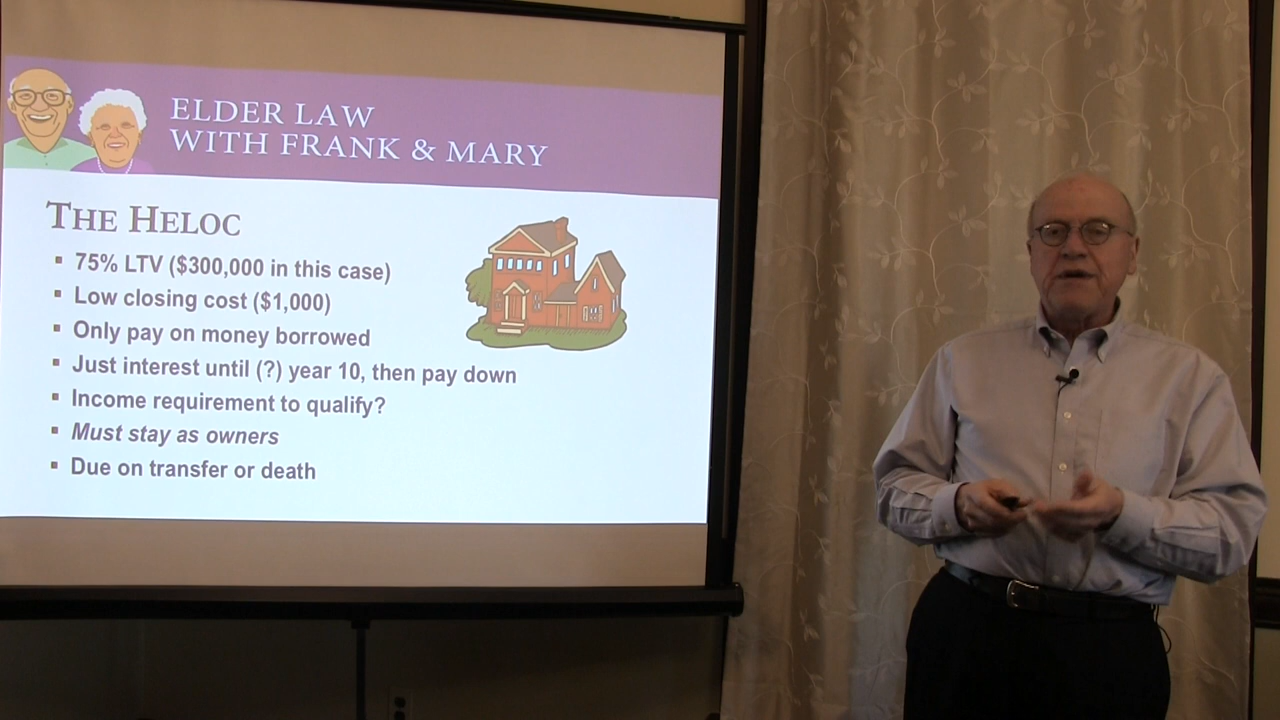 ELDER LAW
WITH FRANK & MARY
THE HELOC
▪ 75% LTV ($300,000 in this case)
▪ Low closing cost ($1,000)
▪ Only pay on money borrowed
▪ Just interest until (?) year 10, then pay down
▪ Income requirement to qualify?
▪ Must stay as owners
▪ Due on transfer or death